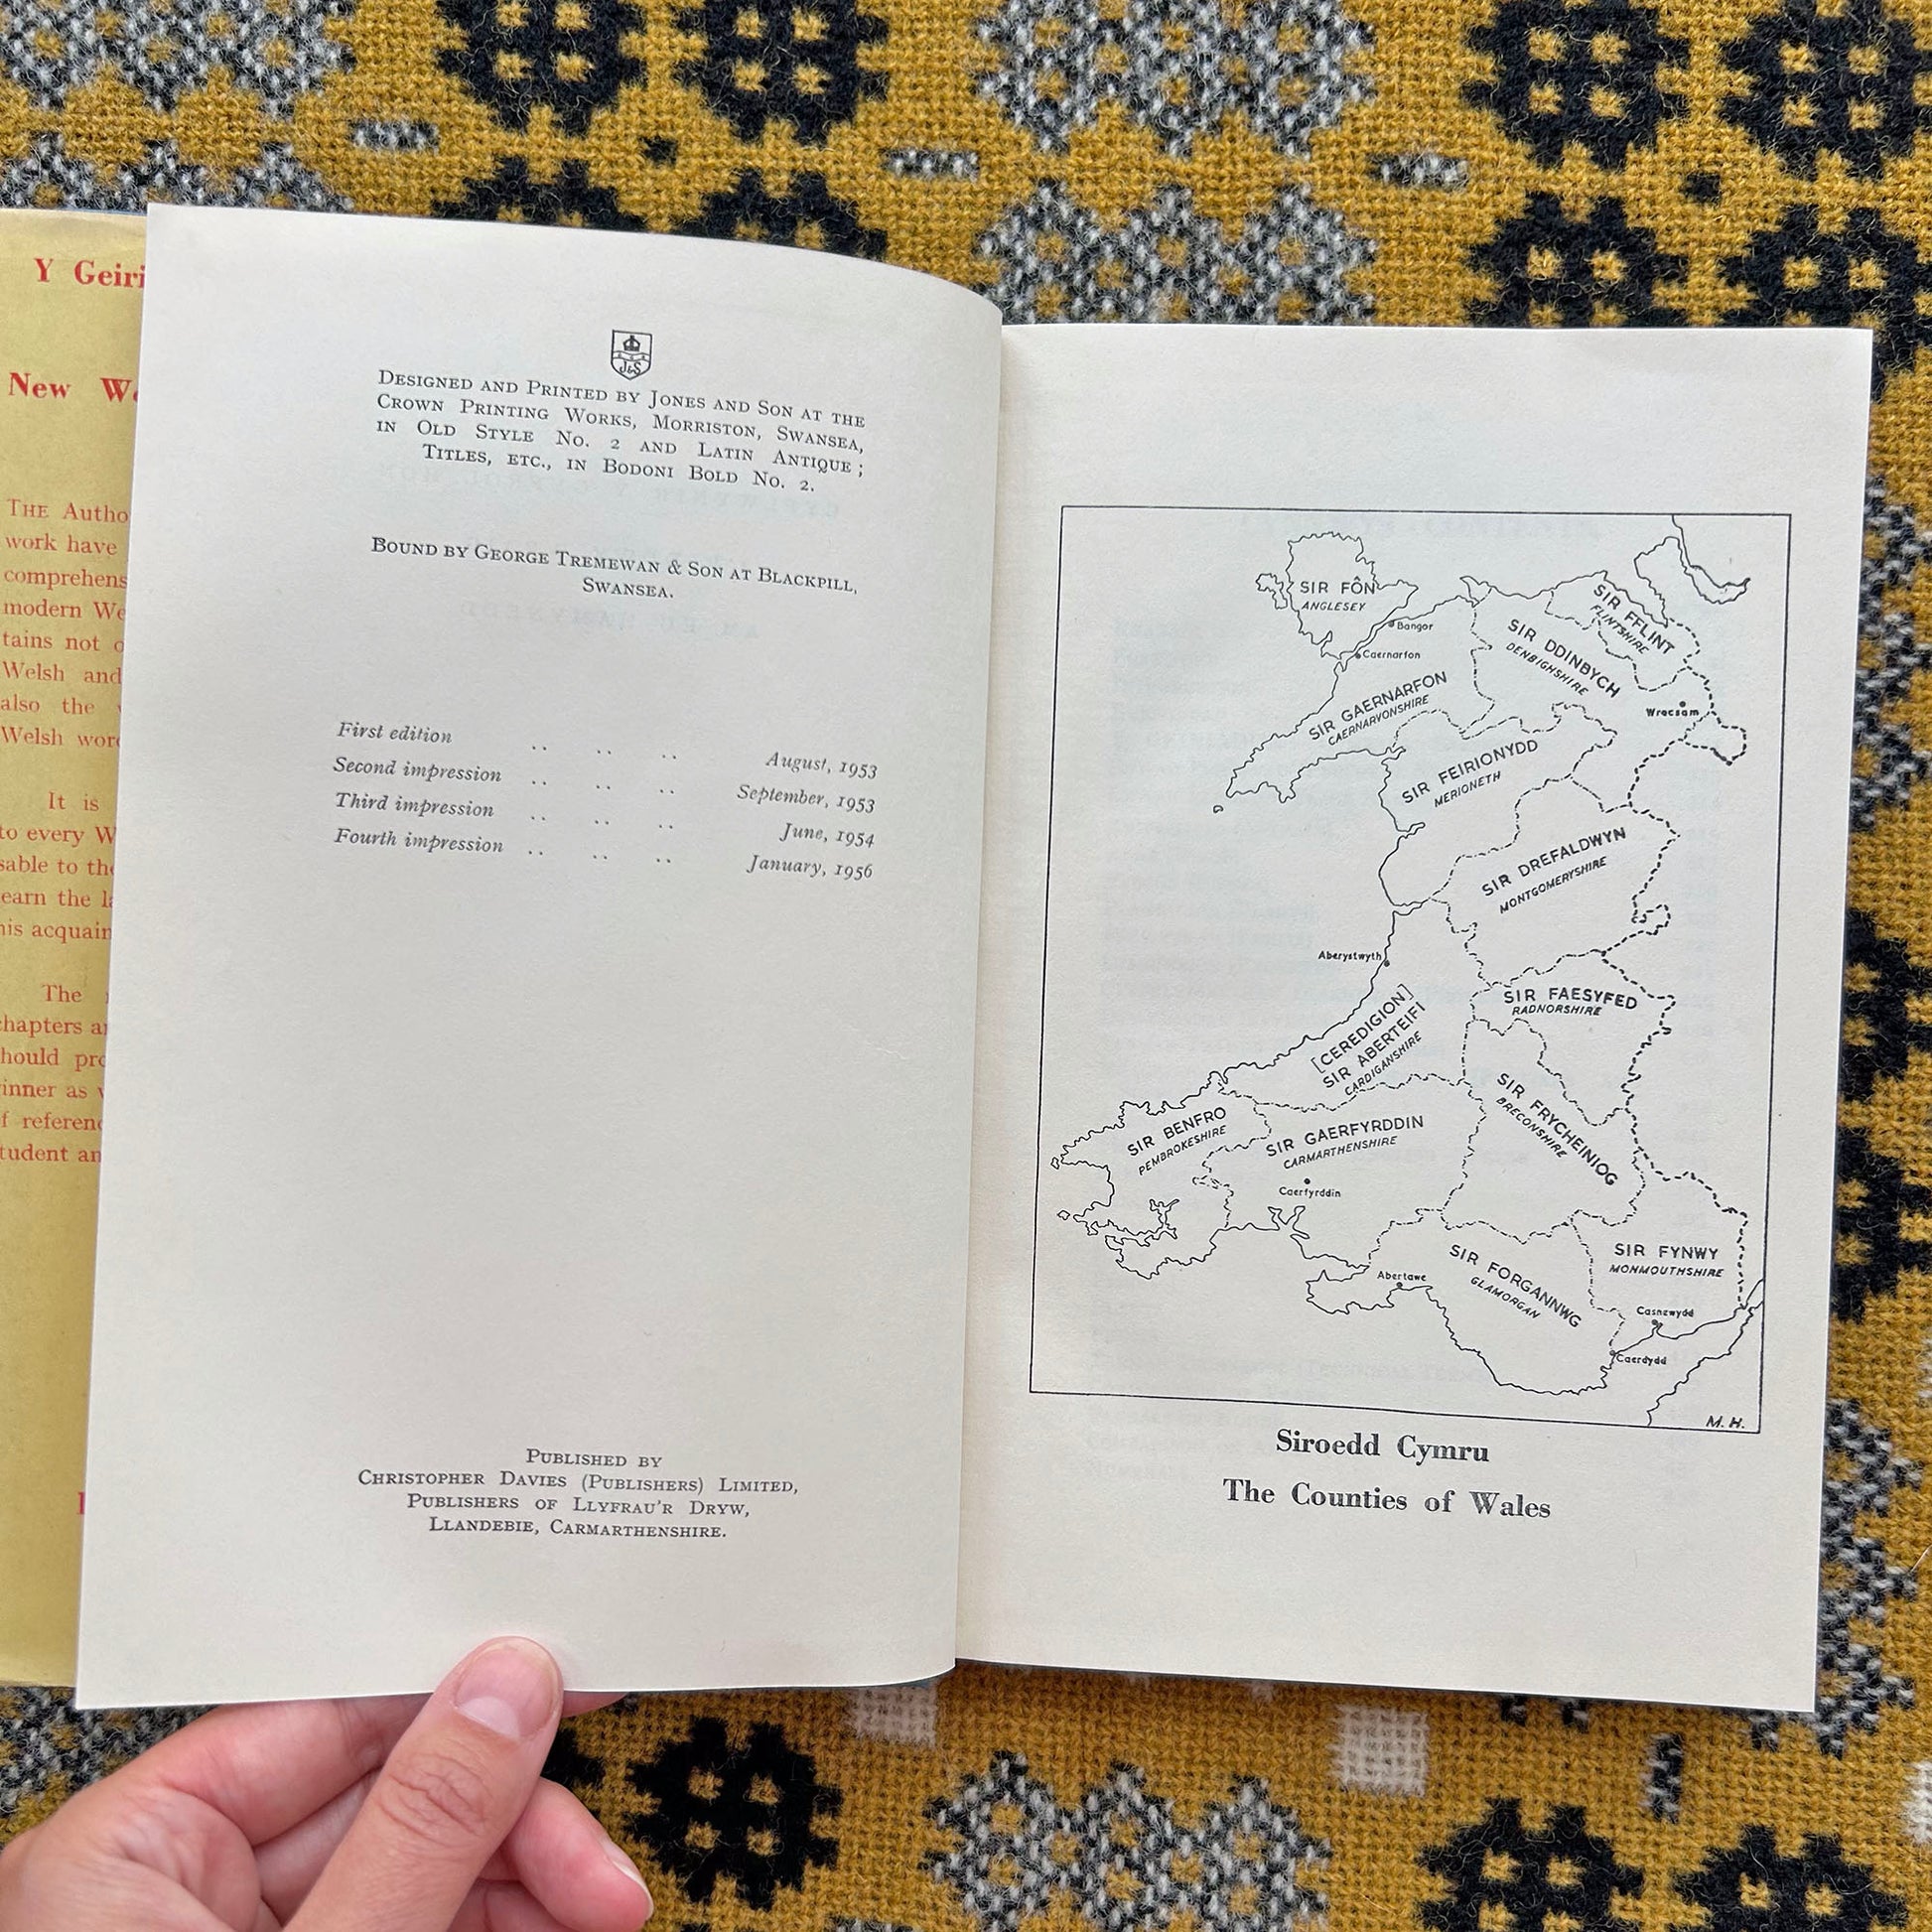 Y Geiri
New We
THE Autho
work have
comprehens
modern We
tains not o
Welsh and
also the
Welsh wor
It is
to every W
sable to the
earn the la
his acquain
The
chapters a
hould pro
inner as
f referen
tudent an
J&S
DESIGNED AND PRINTED BY JONES AND SON AT THE
CROWN PRINTING WORKS, MORRISTON, SWANSEA,
IN OLD STYLE NO. 2 AND LATIN ANTIQUE;
TITLES, ETC., IN BODONI BOLD NO. 2.
BOUND BY GEORGE TREMEWAN & SON AT BLACKPILL,
SWANSEA.
First edition .. .. .. August, 1953
Second impression .. .. .. September, 1953
Third impression .. .. .. June, 1954
Fourth impression .. .. .. January, 1956
PUBLISHED BY
CHRISTOPHER DAVIES (PUBLISHERS) LIMITED,
PUBLISHERS OF LLYFRAU'R DRYW,
LLANDEBIE, CARMARTHENSHIRE.
SIR FÔN
ANGLESEY
Bangor
Caernarfon
SIR FFLINT
FLINTSHIRE
SIR DDINBYCH
DENBIGHSHIRE
SIR GAERNARFON
CAERNARVONSHIRE
Wrecsam
SIR FEIRIONYDD
MERIONETH
SIR DREFALDWYN
MONTGOMERYSHIRE
Aberystwyth
SIR FAESYFED
RADNORSHIRE
[CEREDIGION]
SIR ABERTEIFI
CARDIGANSHIRE
SIR FRYCHEINIOG
BRECONSHIRE
SIR BENFRO
PEMBROKESHIRE
SIR GAERFYRDDIN
CARMARTHENSHIRE
Caerfyrddin
SIR FORGANNWG
GLAMORGAN
SIR FYNWY
MONMOUTHSHIRE
Abertawe
Casnewydd
Caerdydd
M. H.
Siroedd Cymru
The Counties of Wales